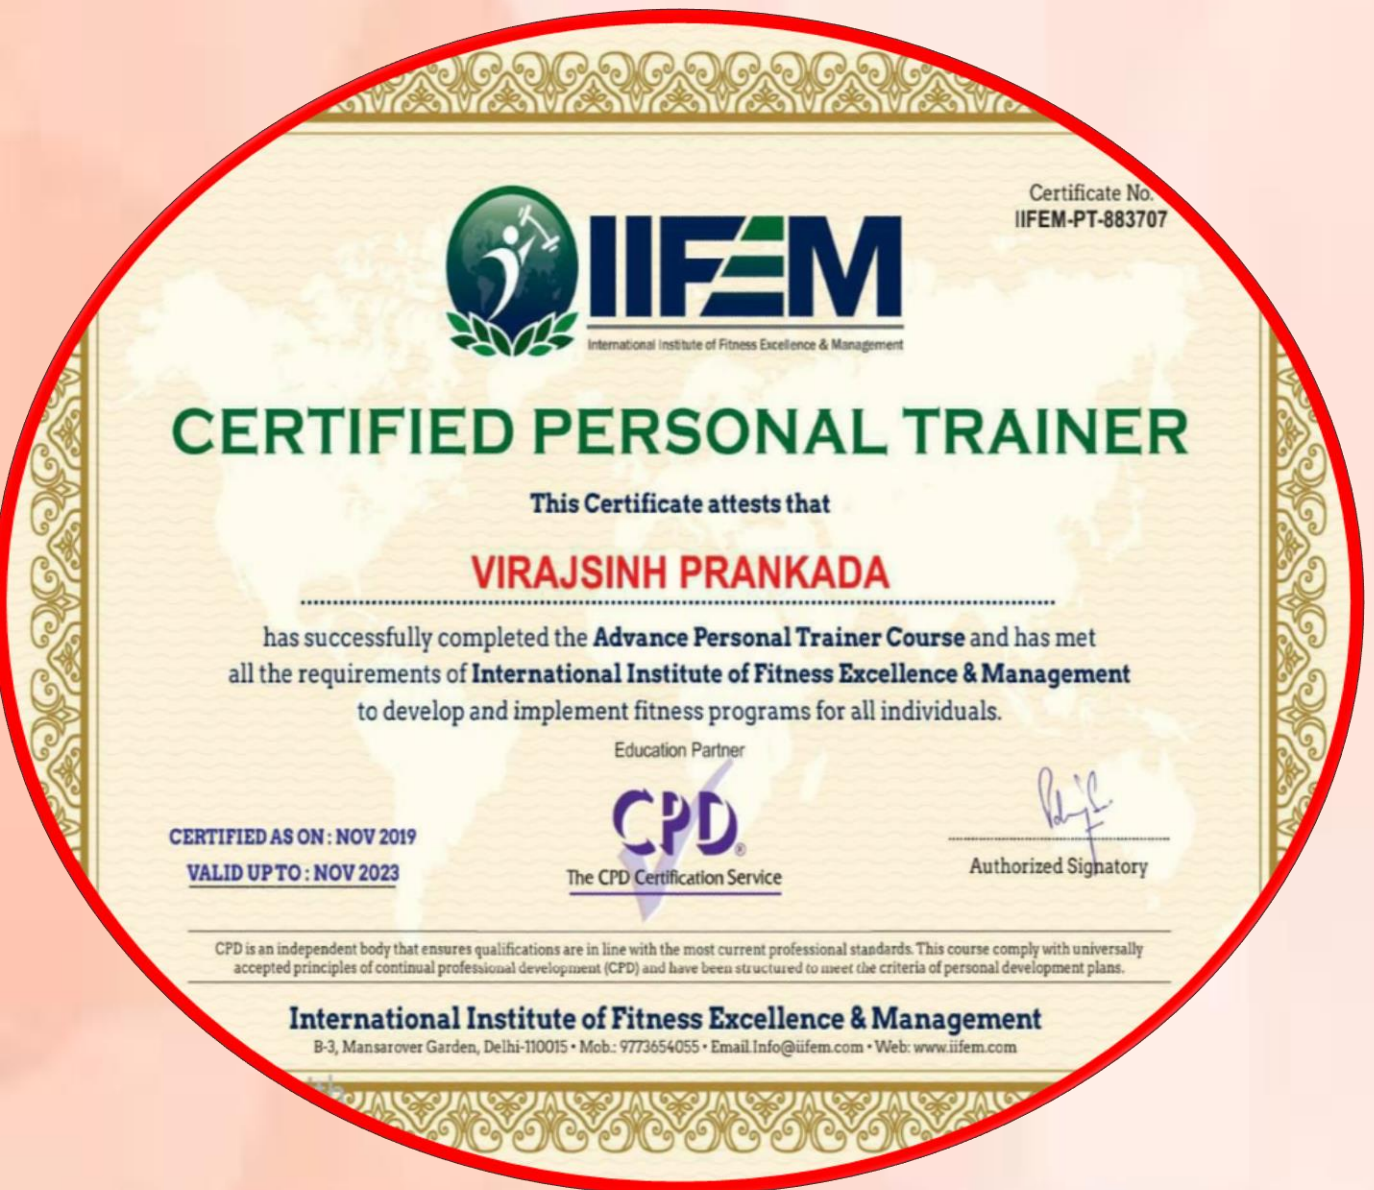 Certificate No.
IIFEM-PT-883707
IIFEM
International Institute of Fitness Excellence & Management
CERTIFIED PERSONAL TRAINER
This Certificate attests that
VIRAJSINH PRANKADA
has successfully completed the Advance Personal Trainer Course and has met
all the requirements of International Institute of Fitness Excellence & Management
to develop and implement fitness programs for all individuals.
Education Partner
CPD®
The CPD Certification Service
CERTIFIED AS ON : NOV 2019
VALID UPTO : NOV 2023
Authorized Signatory
CPD is an independent body that ensures qualifications are in line with the most current professional standards. This course comply with universally
accepted principles of continual professional development (CPD) and have been structured to meet the criteria of personal development plans.
International Institute of Fitness Excellence & Management
B-3, Mansarover Garden, Delhi-110015 • Mob.: 9773654055 • Email.Info@iifem.com • Web: www.iifem.com